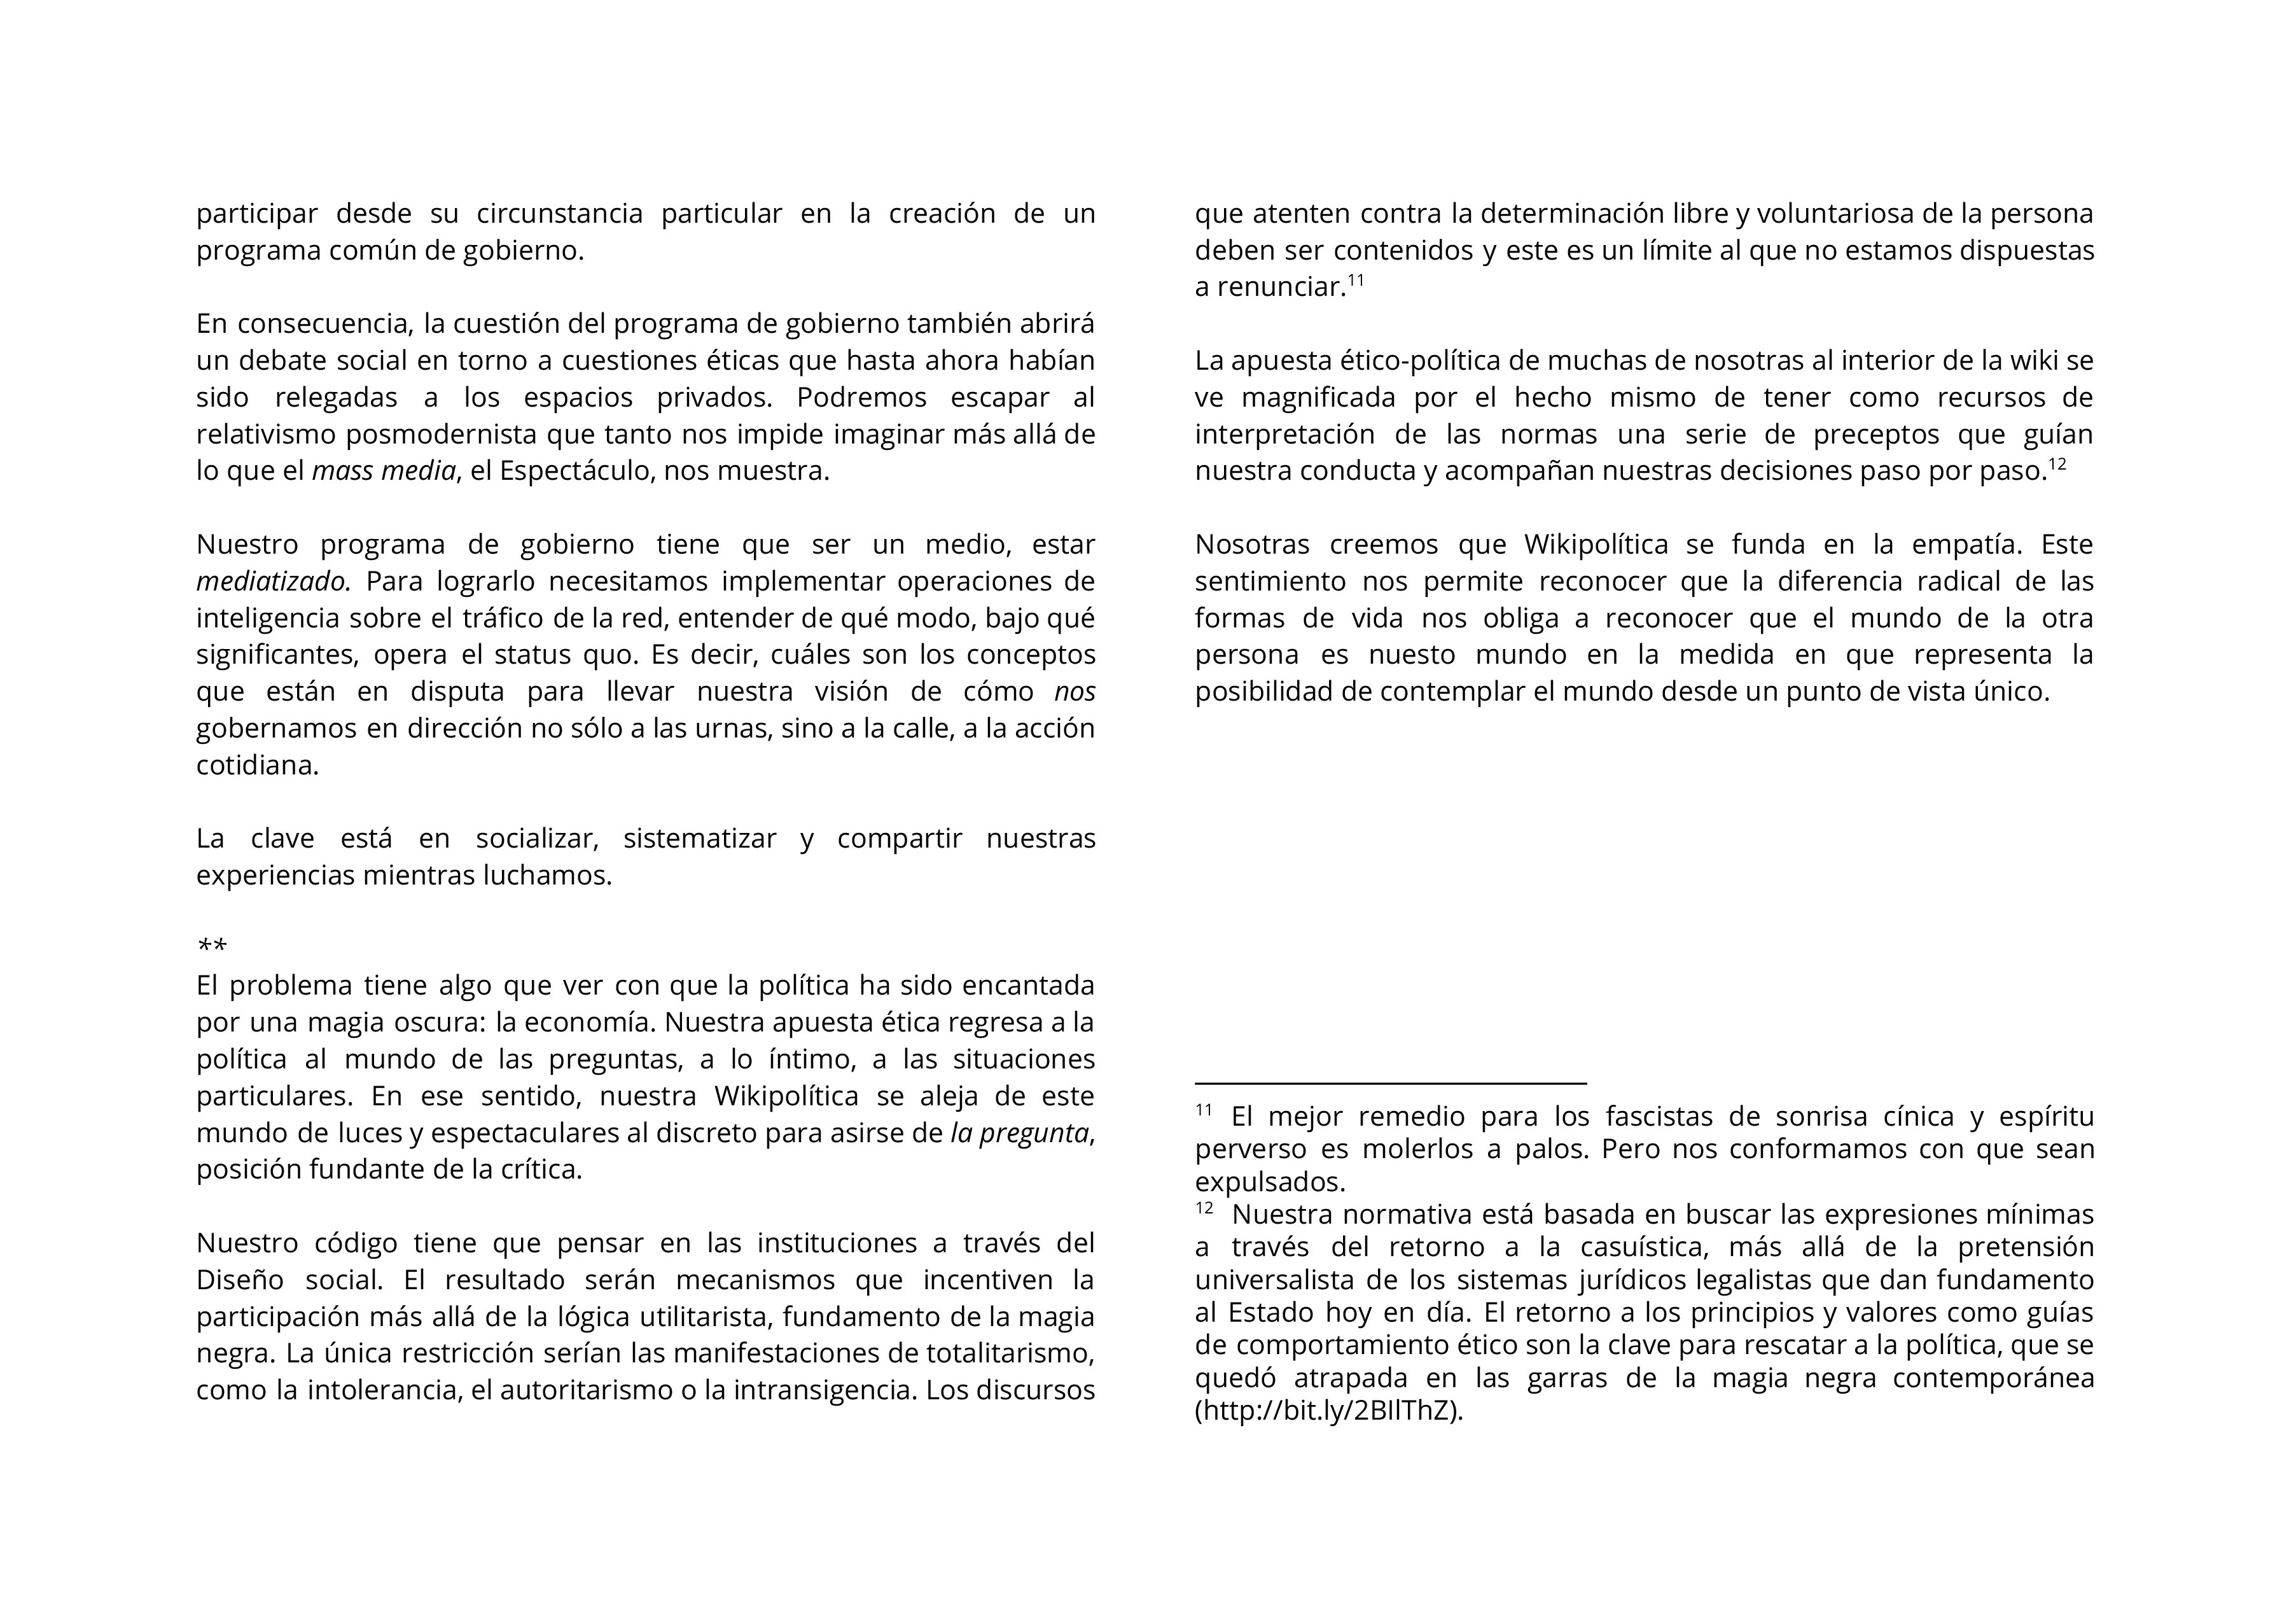 participar desde su circunstancia particular en la creación de un
programa común de gobierno.
En consecuencia, la cuestión del programa de gobierno también abrirá
un debate social en torno a cuestiones éticas que hasta ahora habían
sido relegadas a los espacios privados. Podremos escapar al
relativismo posmodernista que tanto nos impide imaginar más allá de
lo que el mass media, el Espectáculo, nos muestra.
Nuestro programa de gobierno tiene que ser un medio, estar
mediatizado. Para lograrlo necesitamos implementar operaciones de
inteligencia sobre el tráfico de la red, entender de qué modo, bajo qué
significantes, opera el status quo. Es decir, cuáles son los conceptos
que están en disputa para llevar nuestra visión de cómo nos
gobernamos en dirección no sólo a las urnas, sino a la calle, a la acción
cotidiana.
La clave está en socializar, sistematizar y compartir nuestras
experiencias mientras luchamos.
**
El problema tiene algo que ver con que la política ha sido encantada
por una magia oscura: la economía. Nuestra apuesta ética regresa a la
política al mundo de las preguntas, a lo íntimo, a las situaciones
particulares. En ese sentido, nuestra Wikipolítica se aleja de este
mundo de luces y espectaculares al discreto para asirse de la pregunta,
posición fundante de la crítica.
Nuestro código tiene que pensar en las instituciones a través del
Diseño social. El resultado serán mecanismos que incentiven la
participación más allá de la lógica utilitarista, fundamento de la magia
negra. La única restricción serían las manifestaciones de totalitarismo,
como la intolerancia, el autoritarismo o la intransigencia. Los discursos
que atenten contra la determinación libre y voluntariosa de la persona
deben ser contenidos y este es un límite al que no estamos dispuestas
a renunciar.11
La apuesta ético-política de muchas de nosotras al interior de la wiki se
ve magnificada por el hecho mismo de tener como recursos de
interpretación de las normas una serie de preceptos que guían
nuestra conducta y acompañan nuestras decisiones paso por paso.12
Nosotras creemos que Wikipolítica se funda en la empatía. Este
sentimiento nos permite reconocer que la diferencia radical de las
formas de vida nos obliga a reconocer que el mundo de la otra
persona es nuesto mundo en la medida en que representa la
posibilidad de contemplar el mundo desde un punto de vista único.
11 El mejor remedio para los fascistas de sonrisa cínica y espíritu
perverso es molerlos a palos. Pero nos conformamos con que sean
expulsados.
12 Nuestra normativa está basada en buscar las expresiones mínimas
a través del retorno a la casuística, más allá de la pretensión
universalista de los sistemas jurídicos legalistas que dan fundamento
al Estado hoy en día. El retorno a los principios y valores como guías
de comportamiento ético son la clave para rescatar a la política, que se
quedó atrapada en las garras de la magia negra contemporánea
(http://bit.ly/2BIlThZ).